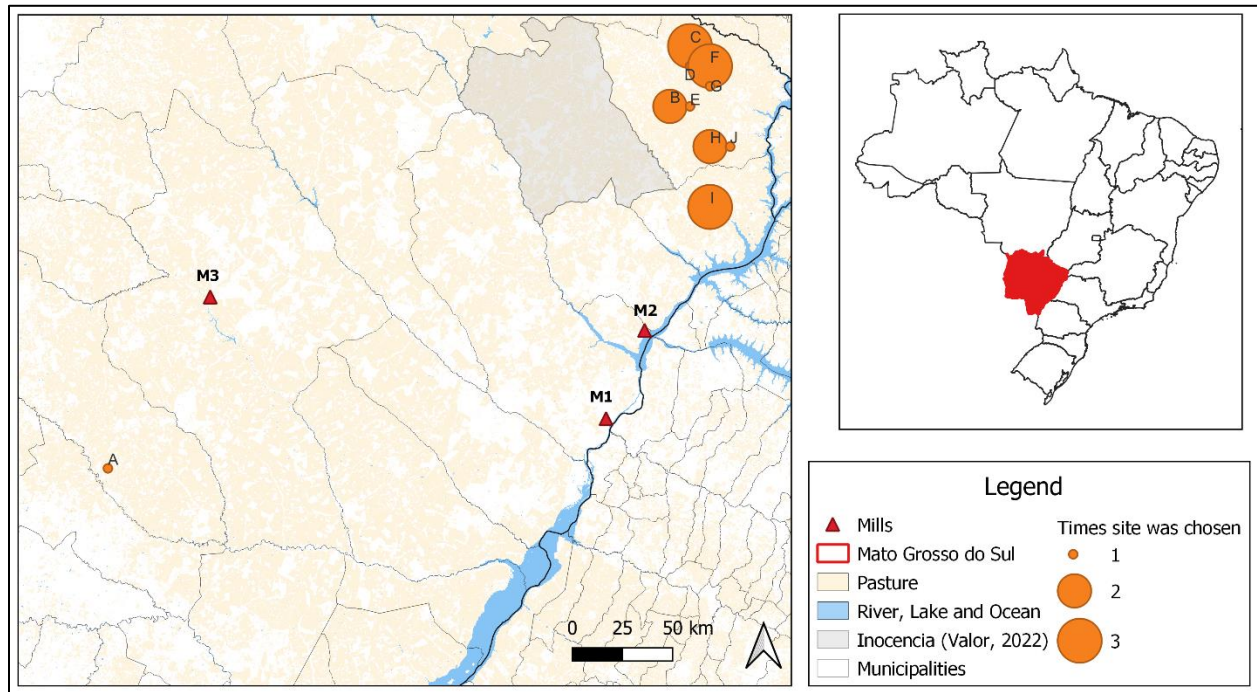 C
F
D
G
B
E
H
J
I
M3
M2
M1
A
0 25 50 km
Legend
Mills
Mato Grosso do Sul
Pasture
River, Lake and Ocean
Inocencia (Valor, 2022)
Municipalities
Times site was chosen
1
2
3